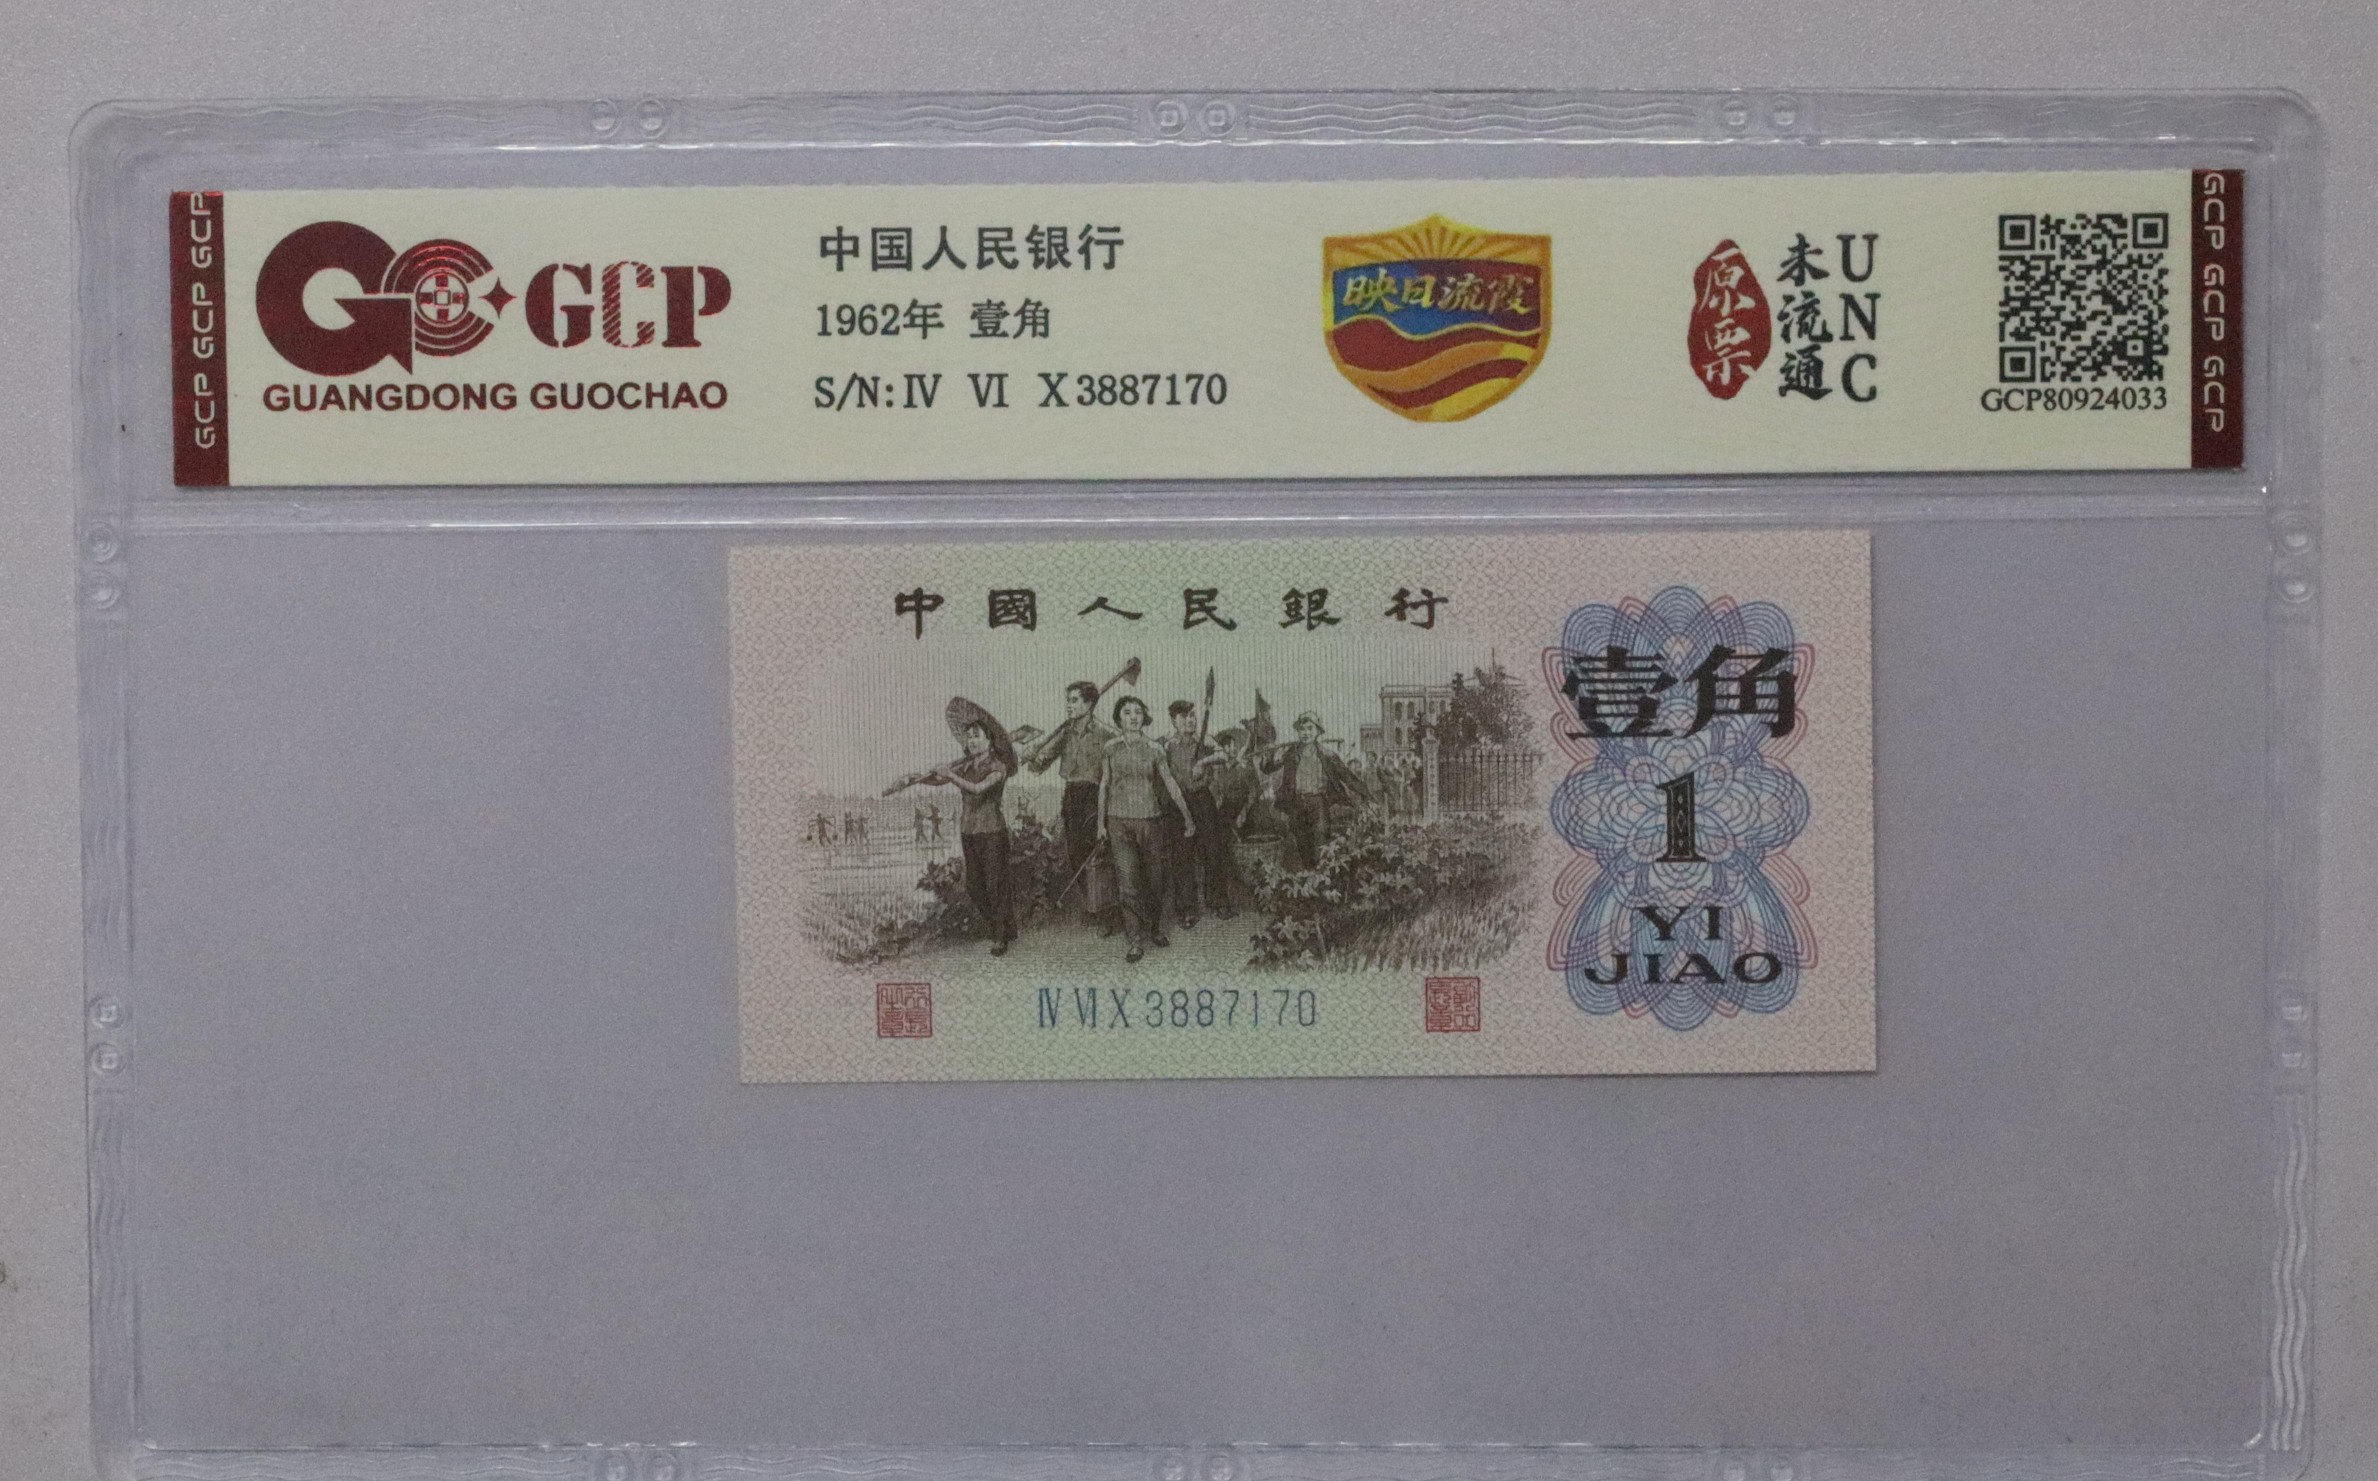 GCP GCP GCP
GCP
GUANGDONG GUOCHAO
中国人民银行
1962年 壹角
S/N: IV VI X3887170
映日流霞
原票
未流通
UNC
GCP80924033
GCP GCP GCP
中國人民銀行
壹角
1
YI
JIAO
IV VI X 3887170